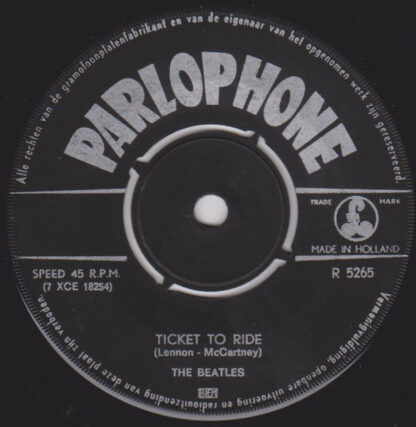 Alle rechten van de gramofoonplatenfabrikant en van de eigenaar van het opgenomen werk zijn gereserveerd.
PARLOPHONE
TRADE MARK
MADE IN HOLLAND
SPEED 45 R.P.M.
R 5265
(7 XCE 18254)
TICKET TO RIDE
(Lennon - McCartney)
THE BEATLES
Vermenigvuldiging, openbare uitvoering en radiouitzending van deze plaat zijn verboden.